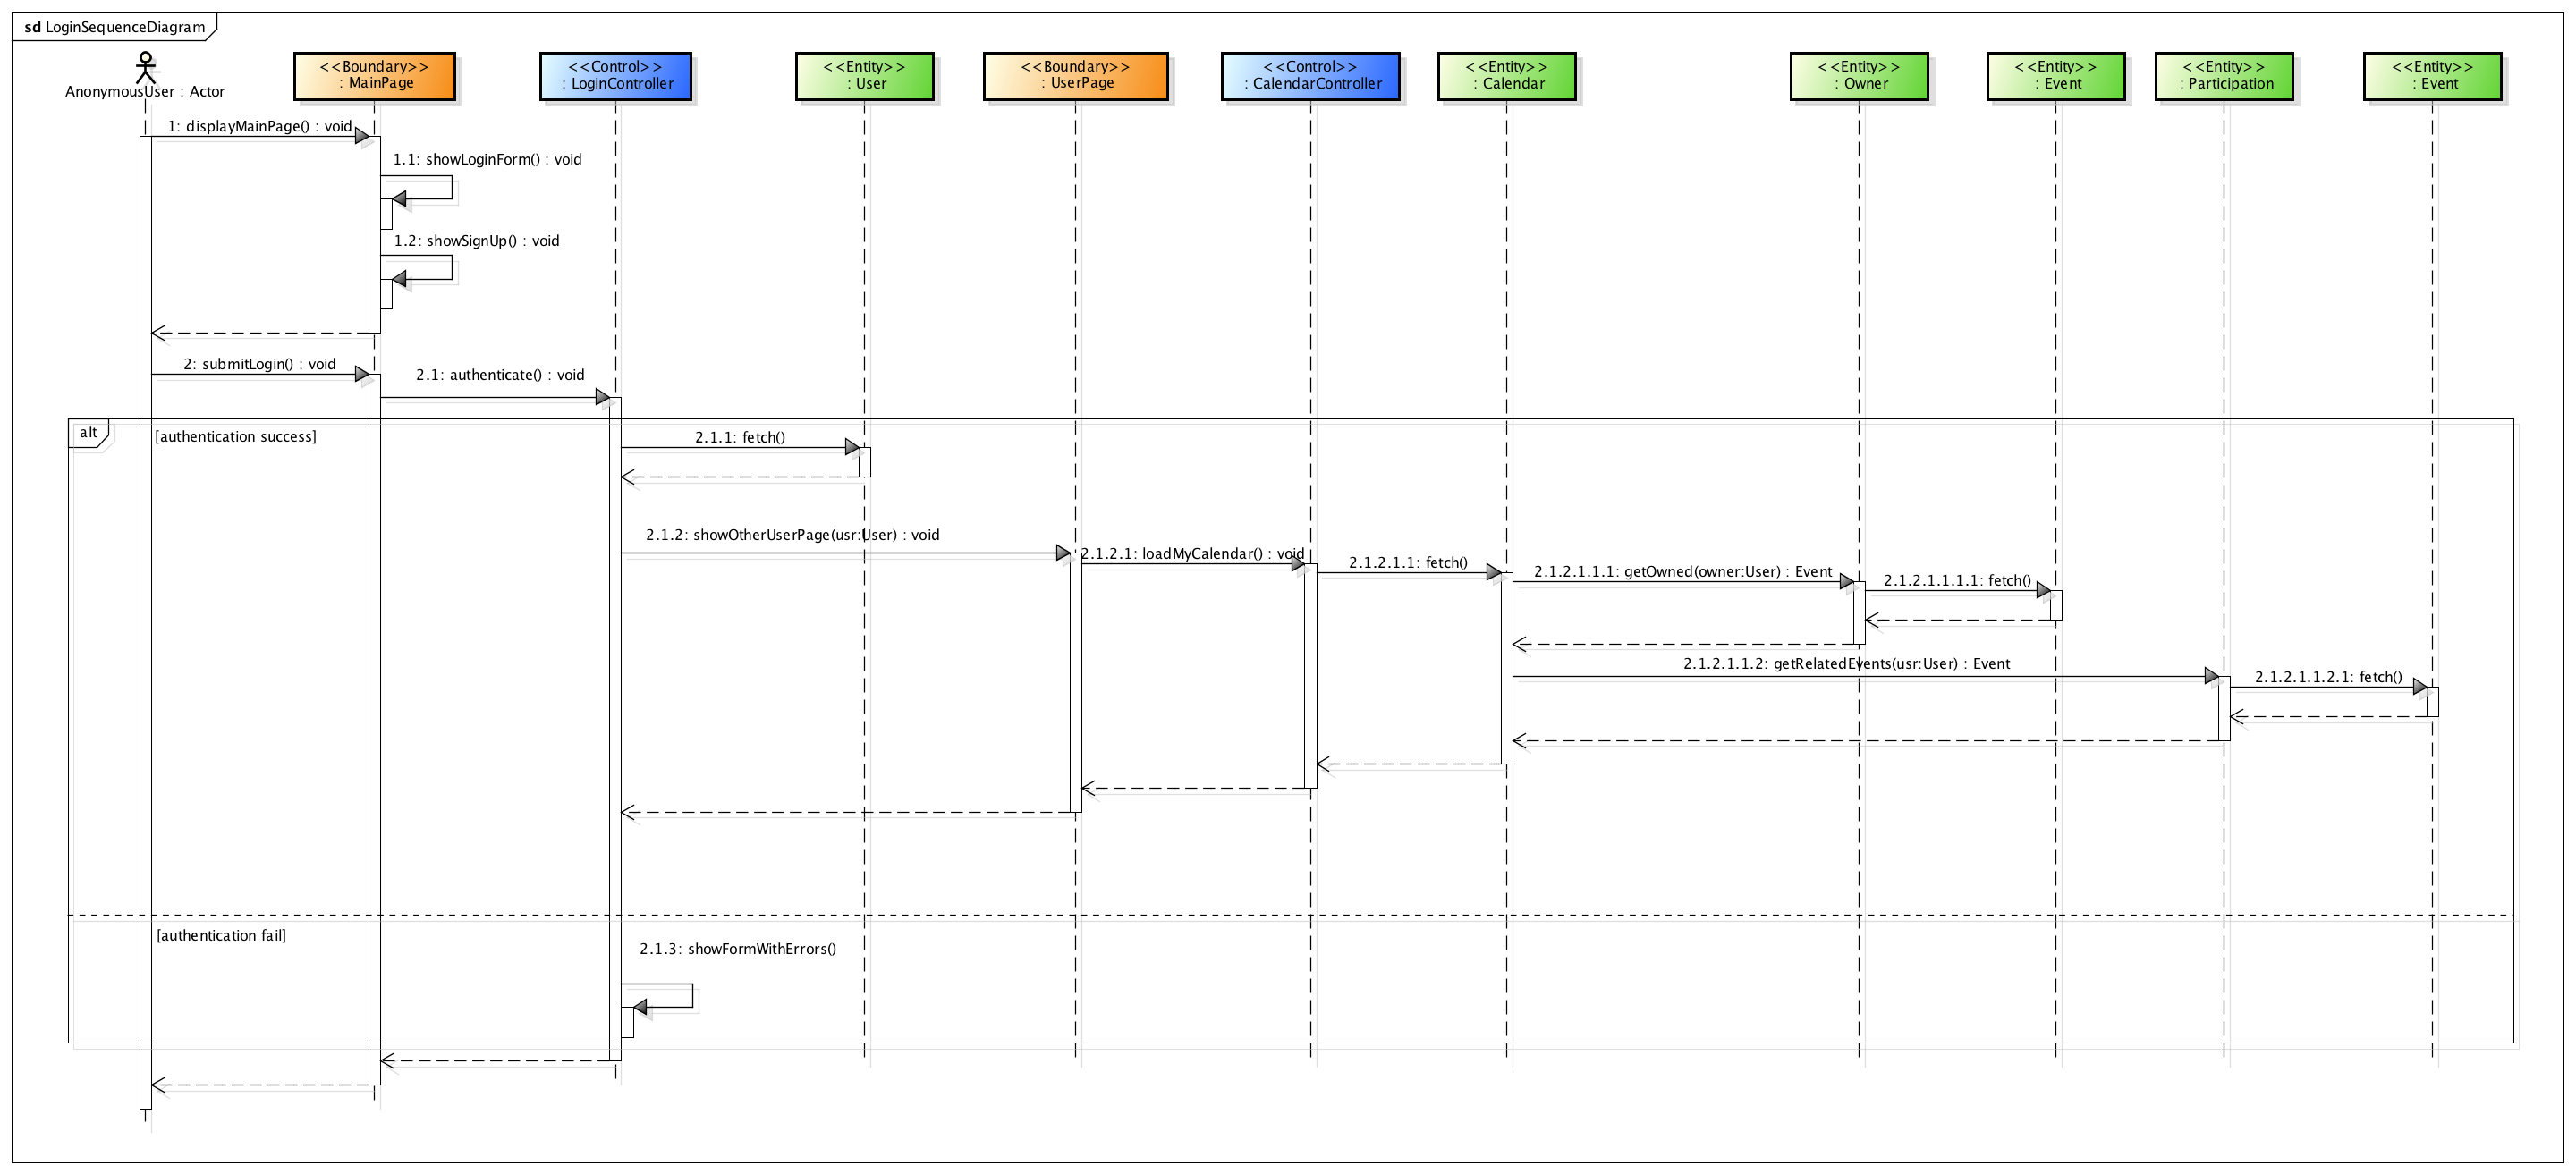 sd LoginSequenceDiagram
AnonymousUser : Actor
<<Boundary>>
: MainPage
<<Control>>
: LoginController
<<Entity>>
: User
<<Boundary>>
: UserPage
<<Control>>
: CalendarController
<<Entity>>
: Calendar
<<Entity>>
: Owner
<<Entity>>
: Event
<<Entity>>
: Participation
<<Entity>>
: Event
1: displayMainPage() : void
1.1: showLoginForm() : void
1.2: showSignUp() : void
2: submitLogin() : void
2.1: authenticate() : void
alt
[authentication success]
2.1.1: fetch()
2.1.2: showOtherUserPage(usr:User) : void
2.1.2.1: loadMyCalendar() : void
2.1.2.1.1: fetch()
2.1.2.1.1.1: getOwned(owner:User) : Event
2.1.2.1.1.1.1: fetch()
2.1.2.1.1.2: getRelatedEvents(usr:User) : Event
2.1.2.1.1.2.1: fetch()
[authentication fail]
2.1.3: showFormWithErrors()